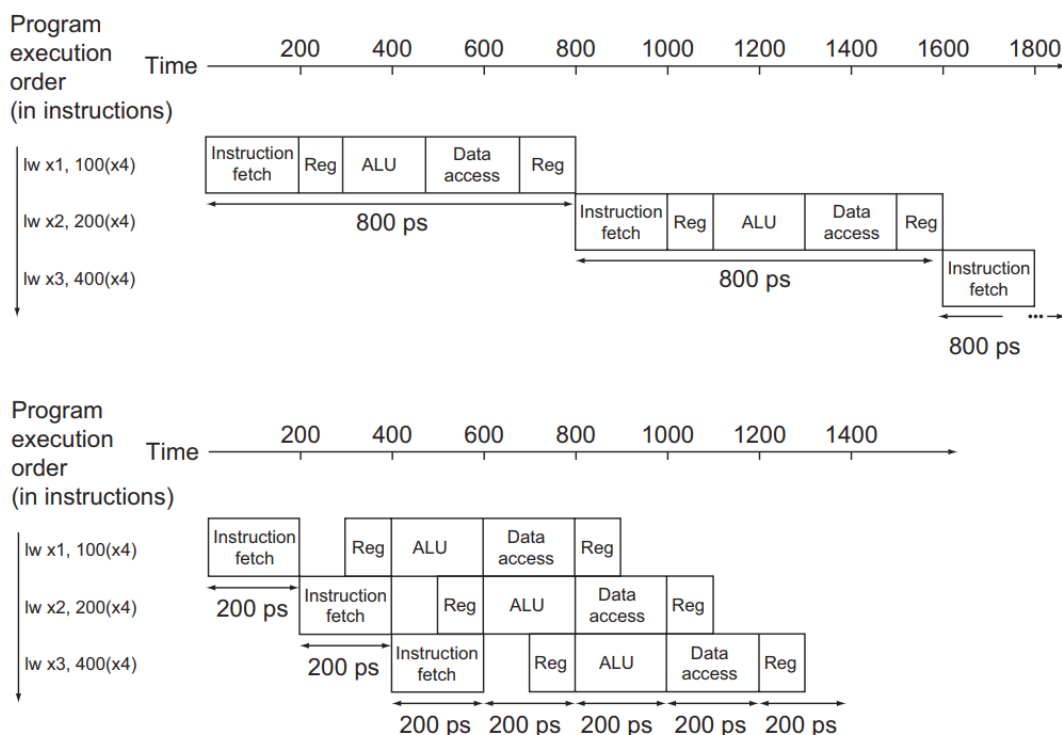 Program
execution
order
(in instructions)
Time
200 400 600 800 1000 1200 1400 1600 1800
lw x1, 100(x4)
Instruction
fetch
Reg
ALU
Data
access
Reg
800 ps
lw x2, 200(x4)
Instruction
fetch
Reg
ALU
Data
access
Reg
800 ps
lw x3, 400(x4)
Instruction
fetch
...
800 ps
Program
execution
order
(in instructions)
Time
200 400 600 800 1000 1200 1400
lw x1, 100(x4)
Instruction
fetch
Reg
ALU
Data
access
Reg
200 ps
lw x2, 200(x4)
Instruction
fetch
Reg
ALU
Data
access
Reg
200 ps
lw x3, 400(x4)
Instruction
fetch
Reg
ALU
Data
access
Reg
200 ps 200 ps 200 ps 200 ps 200 ps